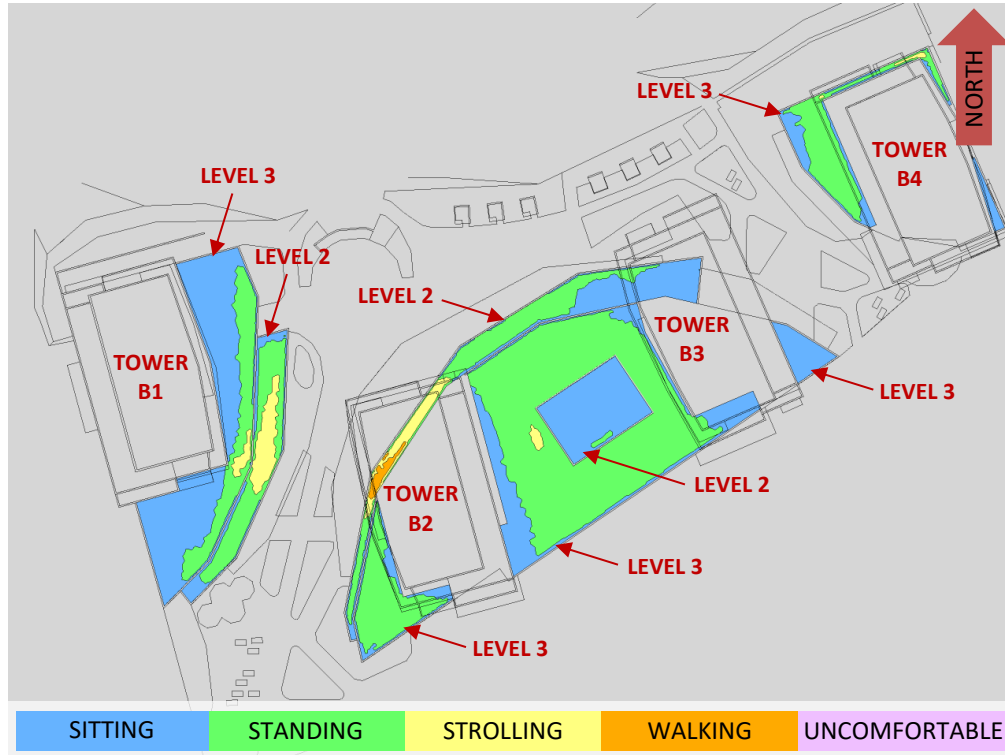 NORTH
LEVEL 3
TOWER
B4
LEVEL 3
LEVEL 2
LEVEL 2
TOWER
B3
TOWER
B1
LEVEL 3
LEVEL 2
TOWER
B2
LEVEL 3
LEVEL 3
SITTING
STANDING
STROLLING
WALKING
UNCOMFORTABLE